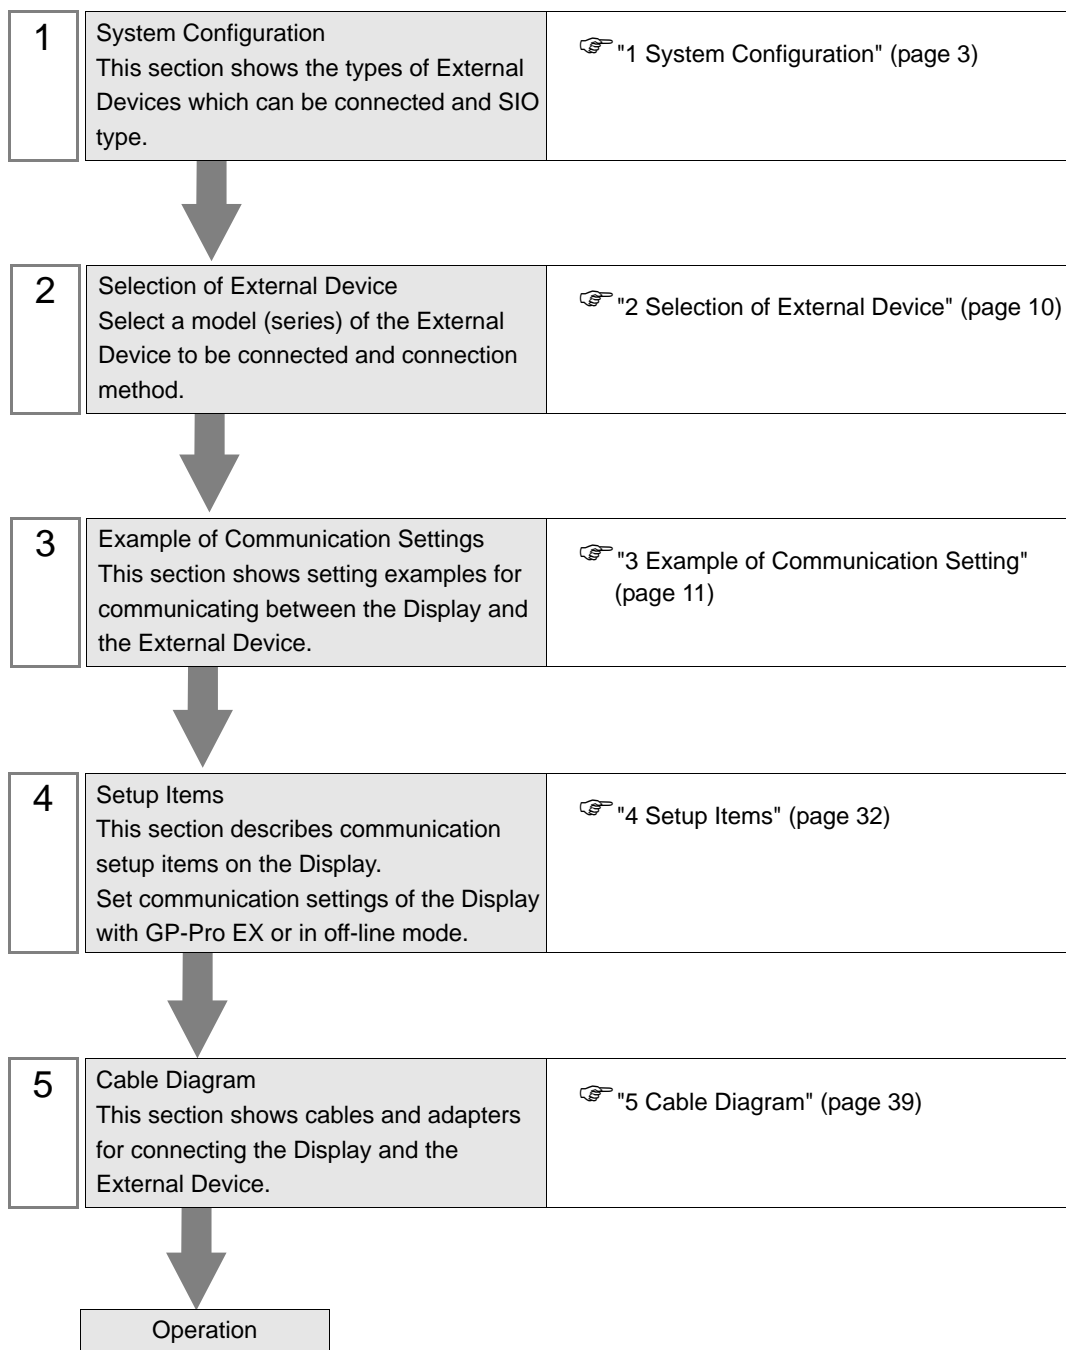 1
System Configuration
This section shows the types of External
Devices which can be connected and SIO
type.
"1 System Configuration" (page 3)
2
Selection of External Device
Select a model (series) of the External
Device to be connected and connection
method.
"2 Selection of External Device" (page 10)
3
Example of Communication Settings
This section shows setting examples for
communicating between the Display and
the External Device.
"3 Example of Communication Setting"
(page 11)
4
Setup Items
This section describes communication
setup items on the Display.
Set communication settings of the Display
with GP-Pro EX or in off-line mode.
"4 Setup Items" (page 32)
5
Cable Diagram
This section shows cables and adapters
for connecting the Display and the
External Device.
"5 Cable Diagram" (page 39)
Operation